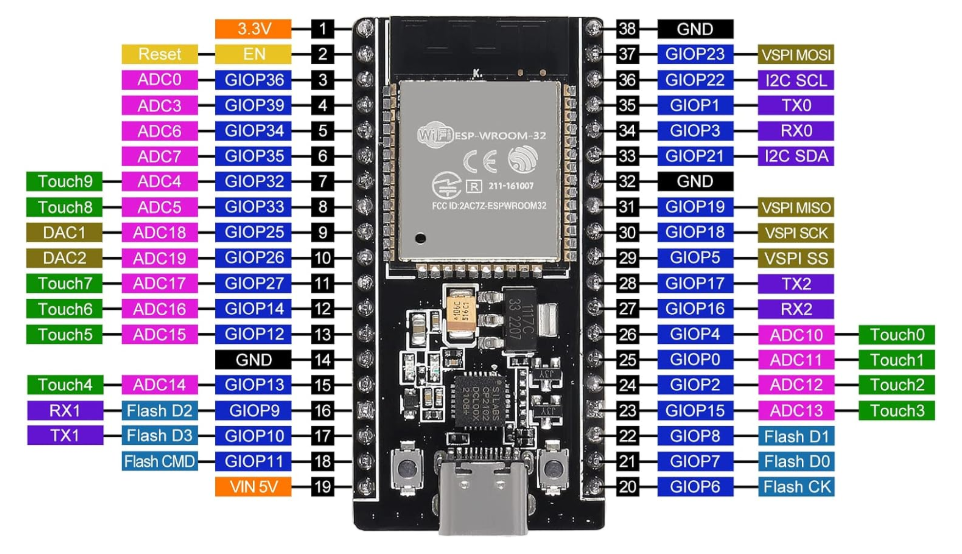 3.3V 1 38 GND
Reset EN 2 37 GIOP23 VSPI MOSI
ADC0 GIOP36 3 36 GIOP22 I2C SCL
ADC3 GIOP39 4 35 GIOP1 TX0
ADC6 GIOP34 5 34 GIOP3 RX0
ADC7 GIOP35 6 33 GIOP21 I2C SDA
Touch9 ADC4 GIOP32 7 32 GND
Touch8 ADC5 GIOP33 8 31 GIOP19 VSPI MISO
DAC1 ADC18 GIOP25 9 30 GIOP18 VSPI SCK
DAC2 ADC19 GIOP26 10 29 GIOP5 VSPI SS
Touch7 ADC17 GIOP27 11 28 GIOP17 TX2
Touch6 ADC16 GIOP14 12 27 GIOP16 RX2
Touch5 ADC15 GIOP12 13 26 GIOP4 ADC10 Touch0
GND 14 25 GIOP0 ADC11 Touch1
Touch4 ADC14 GIOP13 15 24 GIOP2 ADC12 Touch2
RX1 Flash D2 GIOP9 16 23 GIOP15 ADC13 Touch3
TX1 Flash D3 GIOP10 17 22 GIOP8 Flash D1
Flash CMD GIOP11 18 21 GIOP7 Flash D0
VIN 5V 19 20 GIOP6 Flash CK
WiFi ESP-WROOM-32
CE
R 211-161007
FCC ID:2AC7Z-ESPWROOM32
SILABS
CP2102